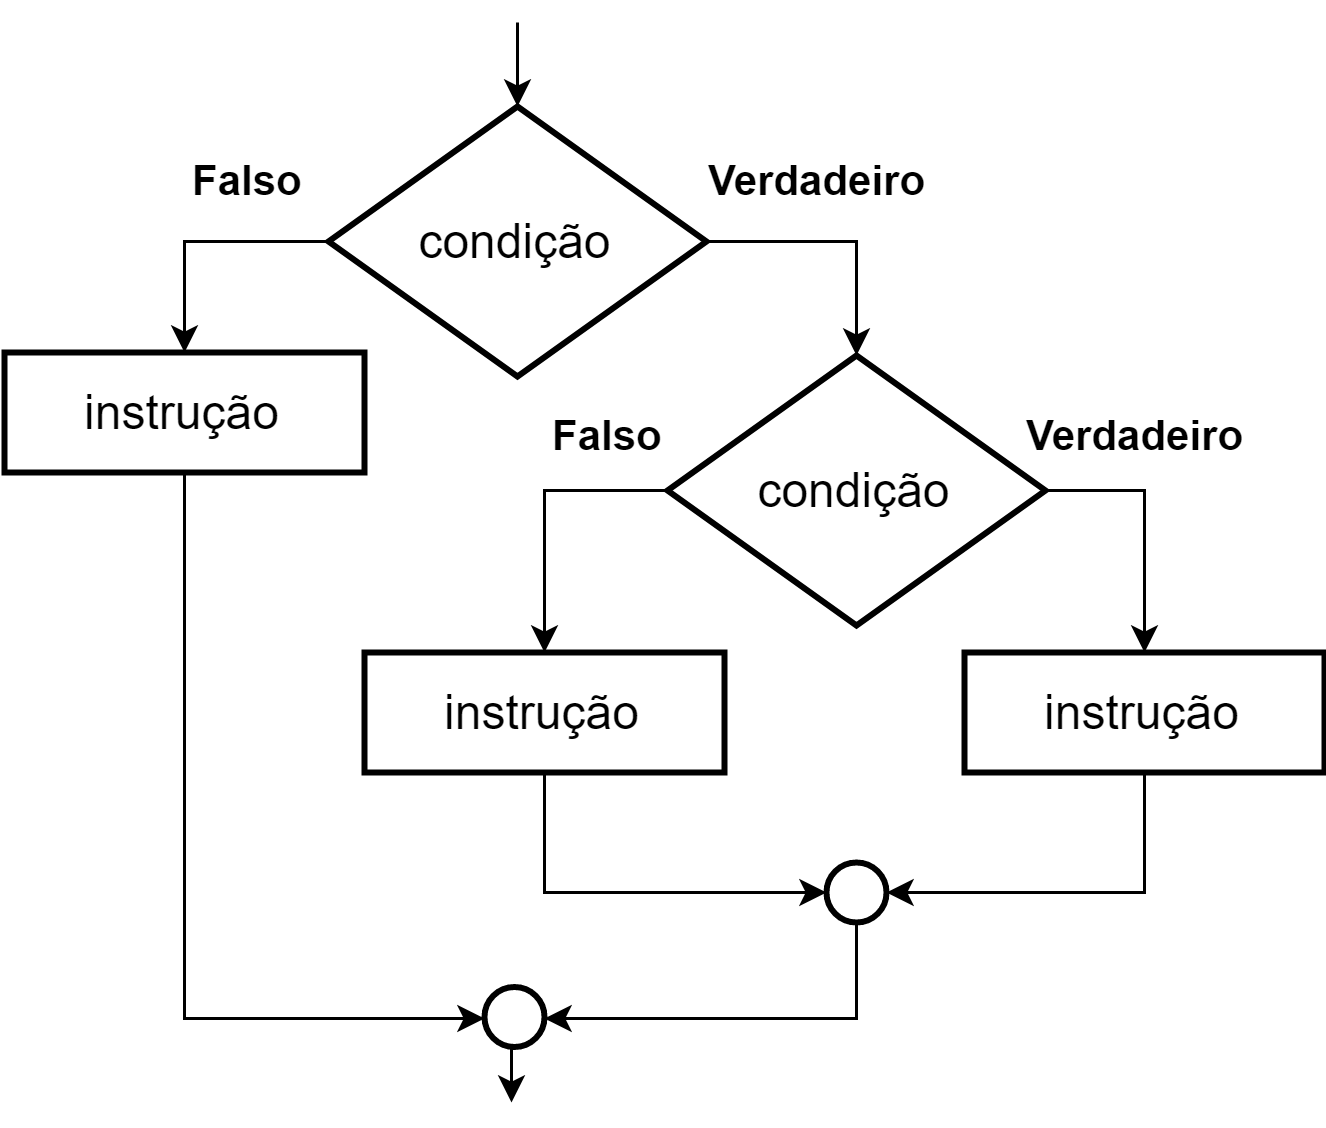 Falso
Verdadeiro
condição
instrução
Falso
Verdadeiro
condição
instrução
instrução